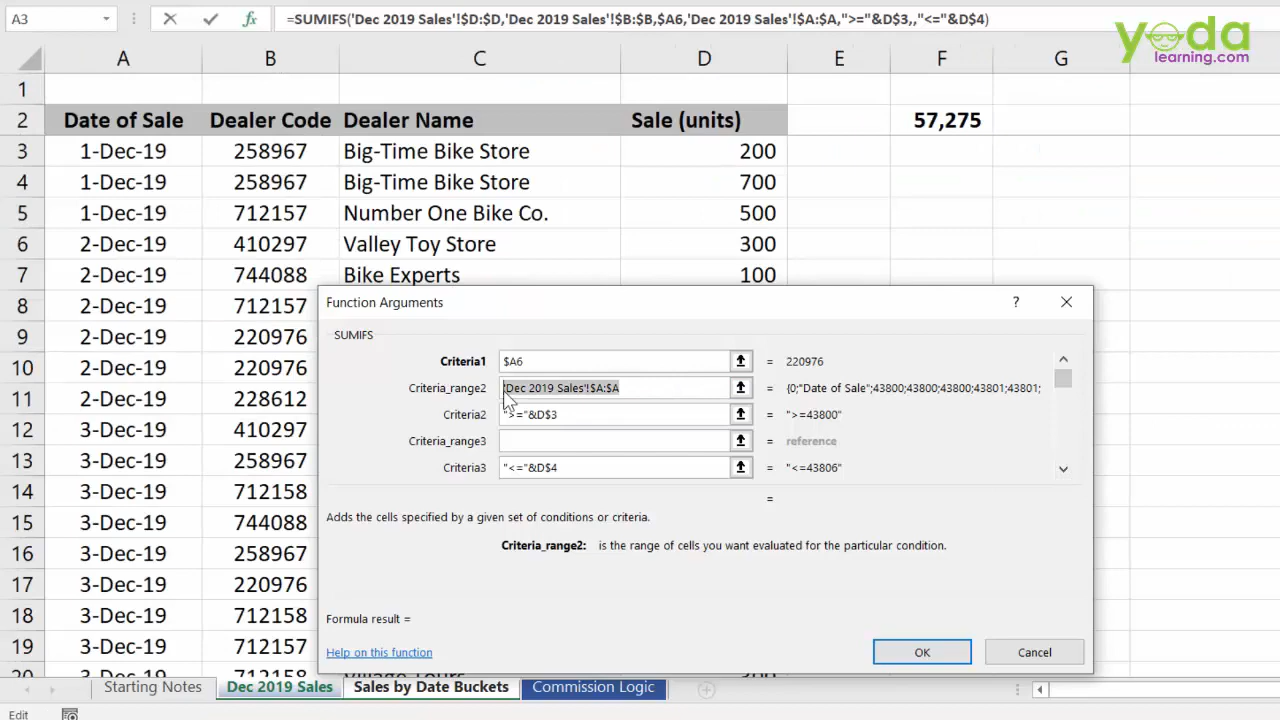 A3
fx
=SUMIFS('Dec 2019 Sales'!$D:$D,'Dec 2019 Sales'!$B:$B,$A6,'Dec 2019 Sales'!$A:$A,">="&D$3,,"<="&D$4)
yoda
learning.com
A B C D E F G
1
2 Date of Sale Dealer Code Dealer Name Sale (units) 57,275
3 1-Dec-19 258967 Big-Time Bike Store 200
4 1-Dec-19 258967 Big-Time Bike Store 700
5 1-Dec-19 712157 Number One Bike Co. 500
6 2-Dec-19 410297 Valley Toy Store 300
7 2-Dec-19 744088 Bike Experts 100
8 2-Dec-19 712157
9 2-Dec-19 220976
10 2-Dec-19 220976
11 2-Dec-19 228612
12 3-Dec-19 410297
13 3-Dec-19 258967
14 3-Dec-19 712158
15 3-Dec-19 744088
16 3-Dec-19 258967
17 3-Dec-19 220976
18 3-Dec-19 712158
19 3-Dec-19 712157
20 3-Dec-19 712158 Village Tours 300
Function Arguments ?
SUMIFS
Criteria1 $A6 = 220976
Criteria_range2 'Dec 2019 Sales'!$A:$A = {0;"Date of Sale";43800;43800;43800;43801;43801;
Criteria2 ">="&D$3 = ">=43800"
Criteria_range3 = reference
Criteria3 "<="&D$4 = "<=43806"
=
Adds the cells specified by a given set of conditions or criteria.
Criteria_range2: is the range of cells you want evaluated for the particular condition.
Formula result =
Help on this function
OK Cancel
Starting Notes Dec 2019 Sales Sales by Date Buckets Commission Logic
Edit